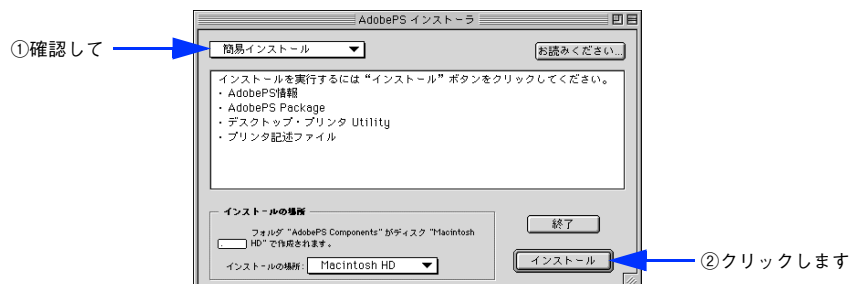 AdobePS インストーラ
①確認して
簡易インストール
お読みください...
インストールを実行するには“インストール”ボタンをクリックしてください。
・AdobePS情報
・AdobePS Package
・デスクトップ・プリンタ Utility
・プリンタ記述ファイル
インストールの場所
フォルダ "AdobePS Components" がディスク "Macintosh
HD" で作成されます。
終了
インストールの場所: Macintosh HD
インストール
②クリックします